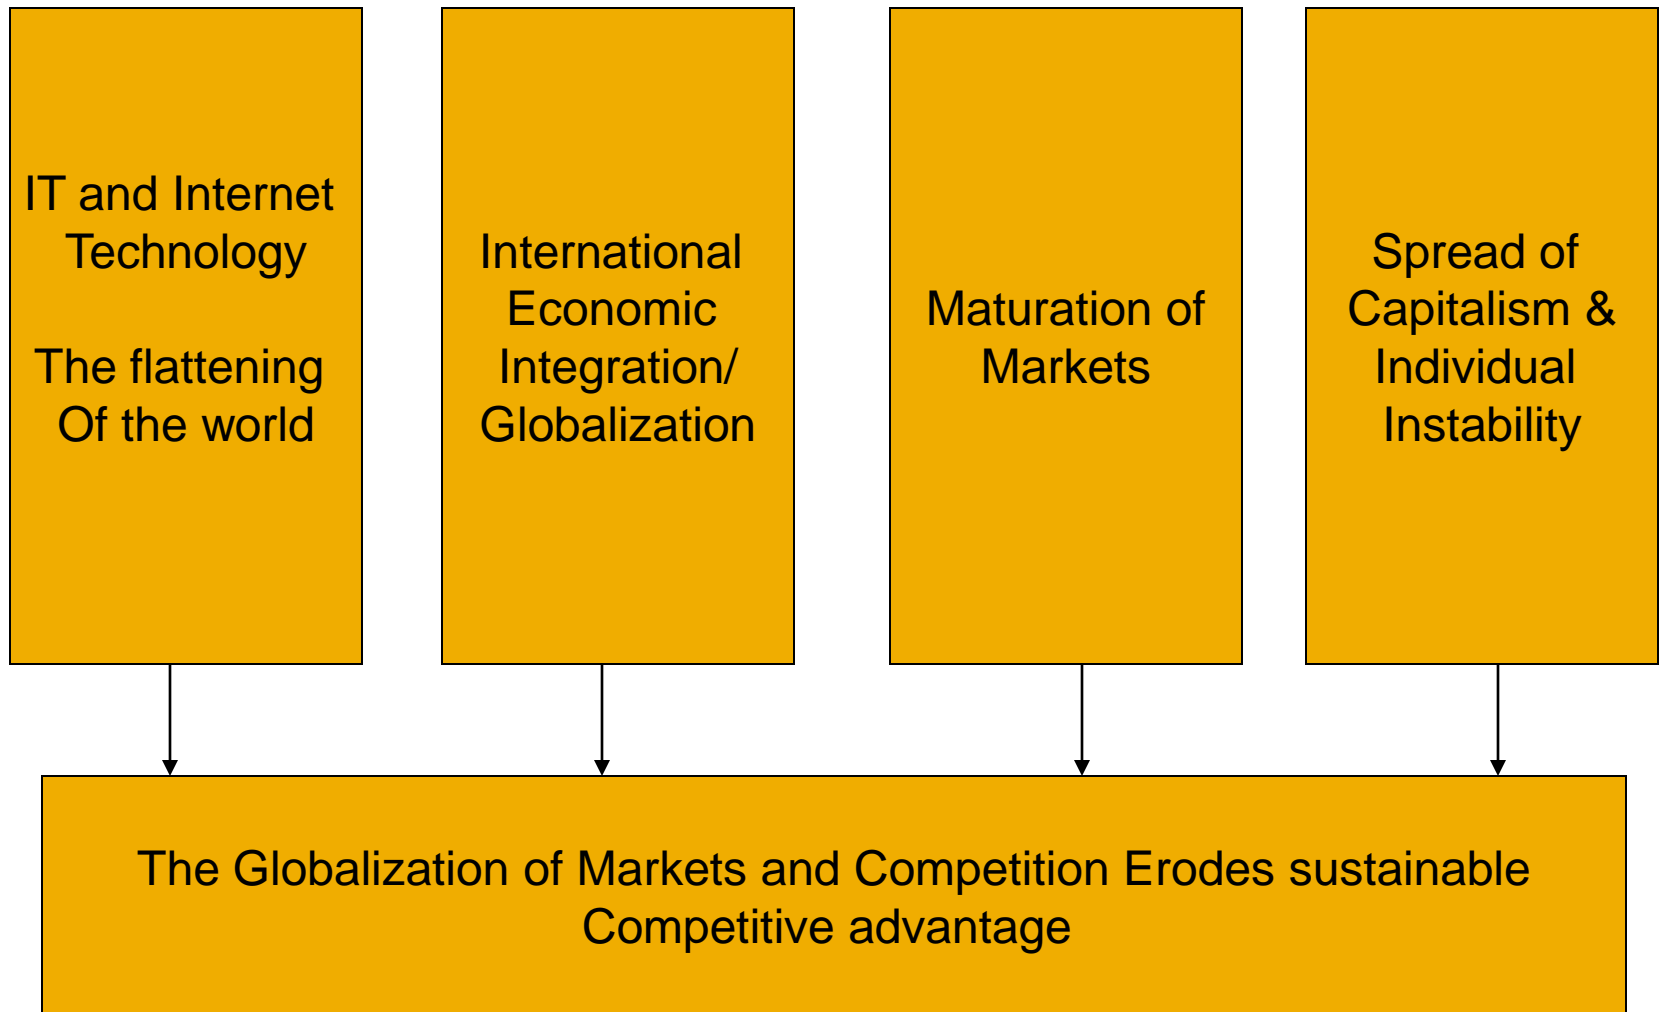 IT and Internet
Technology
The flattening
Of the world
International
Economic
Integration/
Globalization
Maturation of
Markets
Spread of
Capitalism &
Individual
Instability
The Globalization of Markets and Competition Erodes sustainable
Competitive advantage